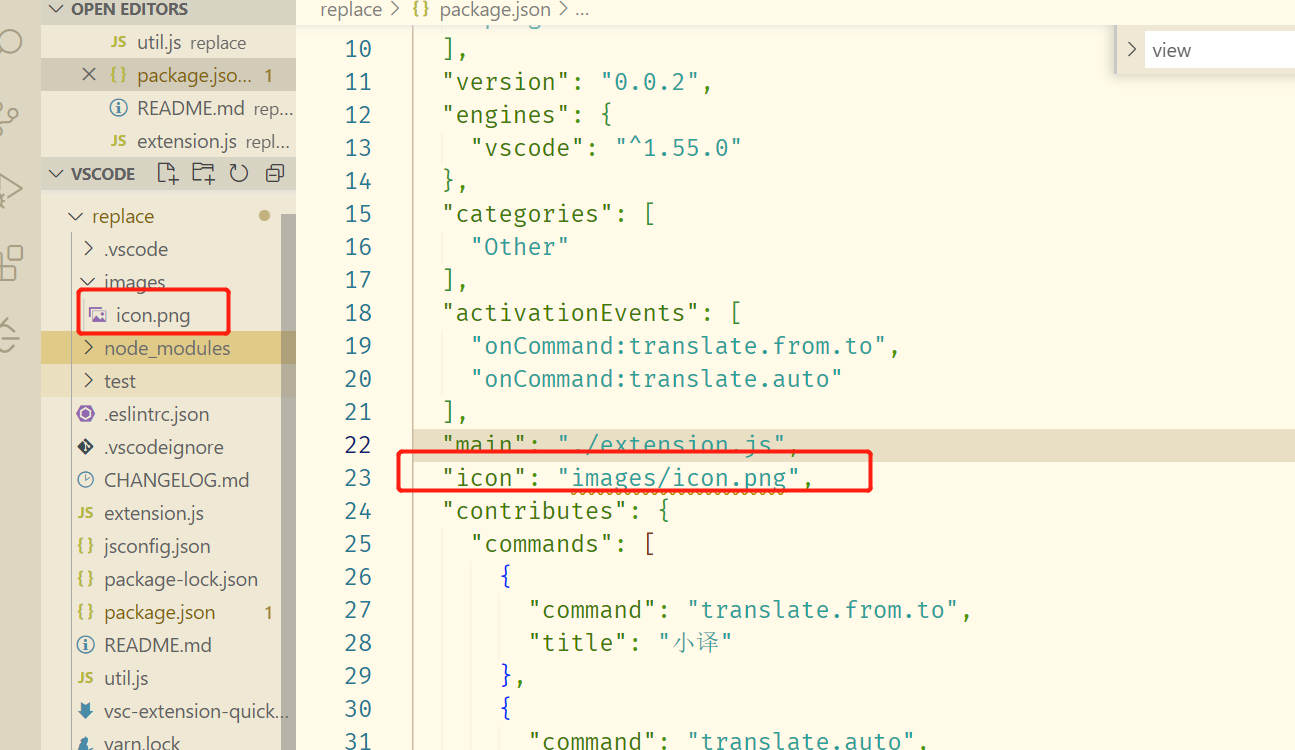 OPEN EDITORS
JS util.js replace
{} package.jso... 1
README.md rep...
JS extension.js repl...
VSCODE
replace
.vscode
images
icon.png
node_modules
test
.eslintrc.json
.vscodeignore
CHANGELOG.md
JS extension.js
{} jsconfig.json
{} package-lock.json
{} package.json 1
README.md
JS util.js
vsc-extension-quick...
yarn.lock
replace > {} package.json > ...
> view
10 ],
11 "version": "0.0.2",
12 "engines": {
13 "vscode": "^1.55.0"
14 },
15 "categories": [
16 "Other"
17 ],
18 "activationEvents": [
19 "onCommand:translate.from.to",
20 "onCommand:translate.auto"
21 ],
22 "main": "./extension.js",
23 "icon": "images/icon.png",
24 "contributes": {
25 "commands": [
26 {
27 "command": "translate.from.to",
28 "title": "小译"
29 },
30 {
31 "command": "translate.auto",